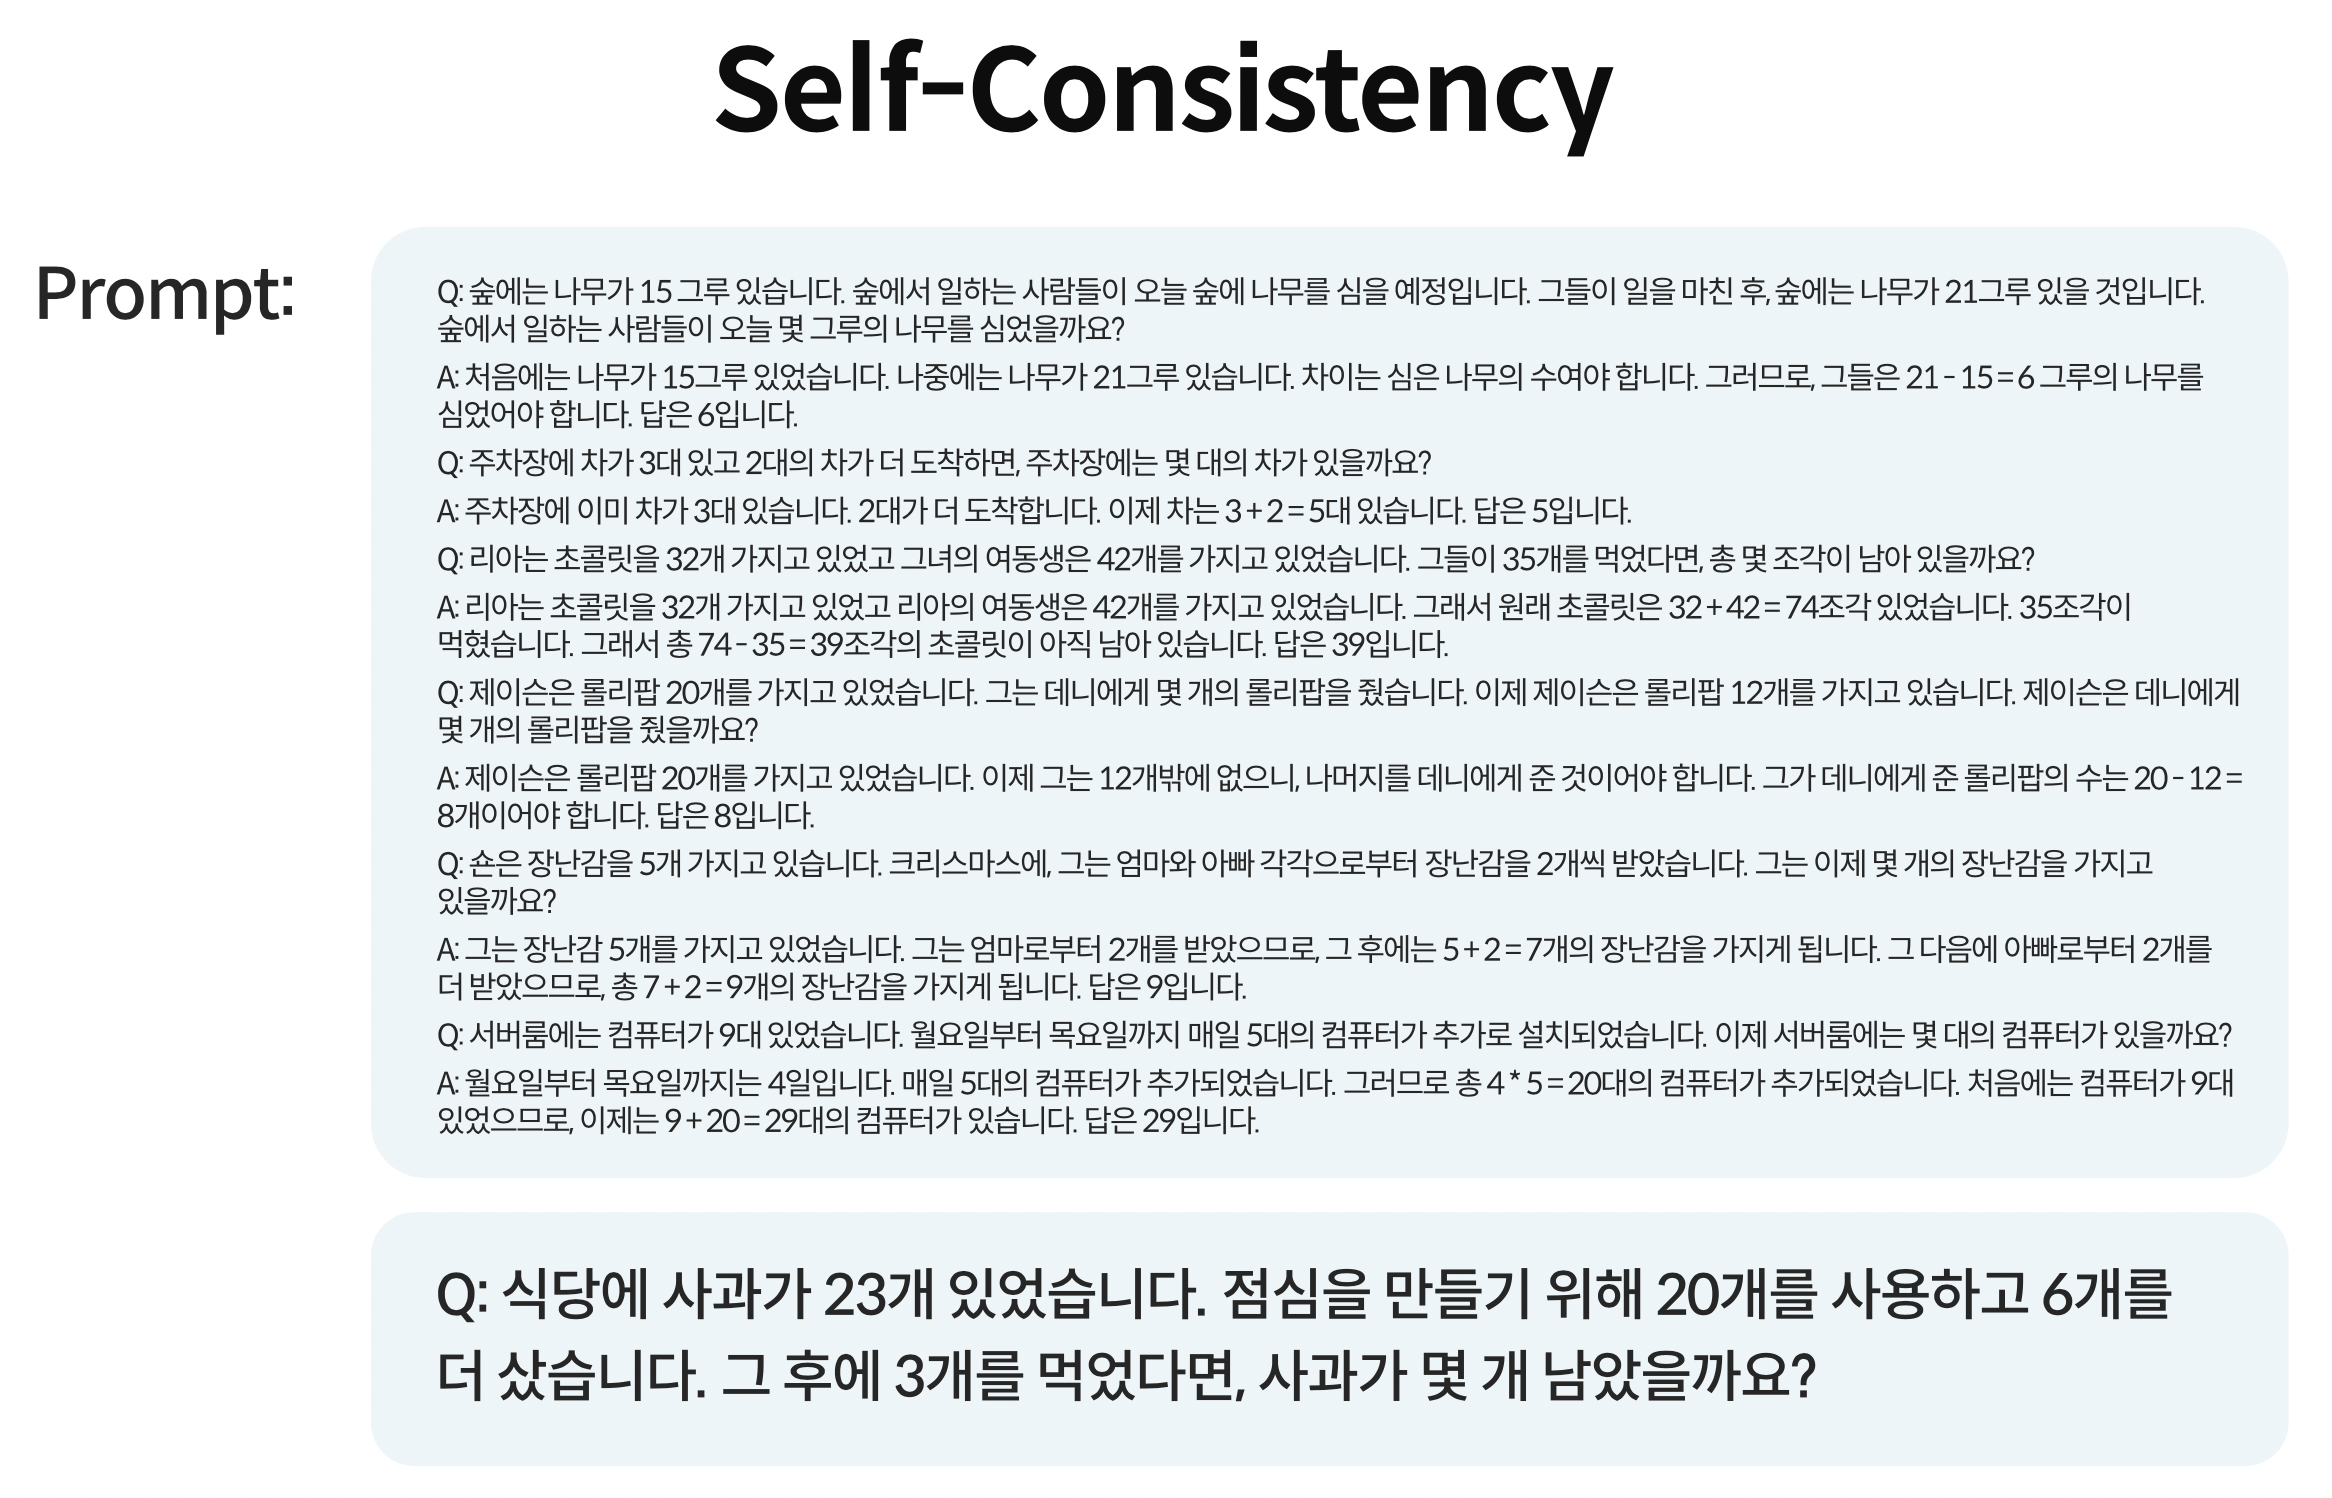 Self-Consistency
Prompt:
Q: 숲에는 나무가 15 그루 있습니다. 숲에서 일하는 사람들이 오늘 숲에 나무를 심을 예정입니다. 그들이 일을 마친 후, 숲에는 나무가 21그루 있을 것입니다.
숲에서 일하는 사람들이 오늘 몇 그루의 나무를 심었을까요?
A: 처음에는 나무가 15그루 있었습니다. 나중에는 나무가 21그루 있습니다. 차이는 심은 나무의 수여야 합니다. 그러므로, 그들은 21 - 15 = 6 그루의 나무를
심었어야 합니다. 답은 6입니다.
Q: 주차장에 차가 3대 있고 2대의 차가 더 도착하면, 주차장에는 몇 대의 차가 있을까요?
A: 주차장에 이미 차가 3대 있습니다. 2대가 더 도착합니다. 이제 차는 3 + 2 = 5대 있습니다. 답은 5입니다.
Q: 리아는 초콜릿을 32개 가지고 있었고 그녀의 여동생은 42개를 가지고 있었습니다. 그들이 35개를 먹었다면, 총 몇 조각이 남아 있을까요?
A: 리아는 초콜릿을 32개 가지고 있었고 리아의 여동생은 42개를 가지고 있었습니다. 그래서 원래 초콜릿은 32 + 42 = 74조각 있었습니다. 35조각이
먹혔습니다. 그래서 총 74 - 35 = 39조각의 초콜릿이 아직 남아 있습니다. 답은 39입니다.
Q: 제이슨은 롤리팝 20개를 가지고 있었습니다. 그는 데니에게 몇 개의 롤리팝을 줬습니다. 이제 제이슨은 롤리팝 12개를 가지고 있습니다. 제이슨은 데니에게
몇 개의 롤리팝을 줬을까요?
A: 제이슨은 롤리팝 20개를 가지고 있었습니다. 이제 그는 12개밖에 없으니, 나머지를 데니에게 준 것이어야 합니다. 그가 데니에게 준 롤리팝의 수는 20 - 12 =
8개이어야 합니다. 답은 8입니다.
Q: 숀은 장난감을 5개 가지고 있습니다. 크리스마스에, 그는 엄마와 아빠 각각으로부터 장난감을 2개씩 받았습니다. 그는 이제 몇 개의 장난감을 가지고
있을까요?
A: 그는 장난감 5개를 가지고 있었습니다. 그는 엄마로부터 2개를 받았으므로, 그 후에는 5 + 2 = 7개의 장난감을 가지게 됩니다. 그 다음에 아빠로부터 2개를
더 받았으므로, 총 7 + 2 = 9개의 장난감을 가지게 됩니다. 답은 9입니다.
Q: 서버룸에는 컴퓨터가 9대 있었습니다. 월요일부터 목요일까지 매일 5대의 컴퓨터가 추가로 설치되었습니다. 이제 서버룸에는 몇 대의 컴퓨터가 있을까요?
A: 월요일부터 목요일까지는 4일입니다. 매일 5대의 컴퓨터가 추가되었습니다. 그러므로 총 4 * 5 = 20대의 컴퓨터가 추가되었습니다. 처음에는 컴퓨터가 9대
있었으므로, 이제는 9 + 20 = 29대의 컴퓨터가 있습니다. 답은 29입니다.
Q: 식당에 사과가 23개 있었습니다. 점심을 만들기 위해 20개를 사용하고 6개를
더 샀습니다. 그 후에 3개를 먹었다면, 사과가 몇 개 남았을까요?